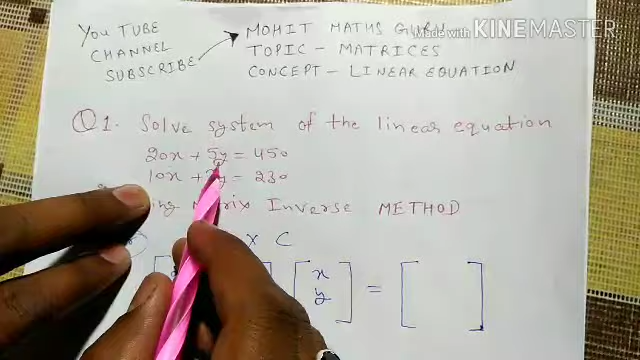 YOU TUBE
CHANNEL
SUBSCRIBE
MOHIT MATHS GURU
Made with KINEMASTER
TOPIC - MATRICES
CONCEPT - LINEAR EQUATION
Q1. Solve system of the linear equation
20x + 5y = 450
10x + y = 230
Inverse METHOD
X C
x
y
=